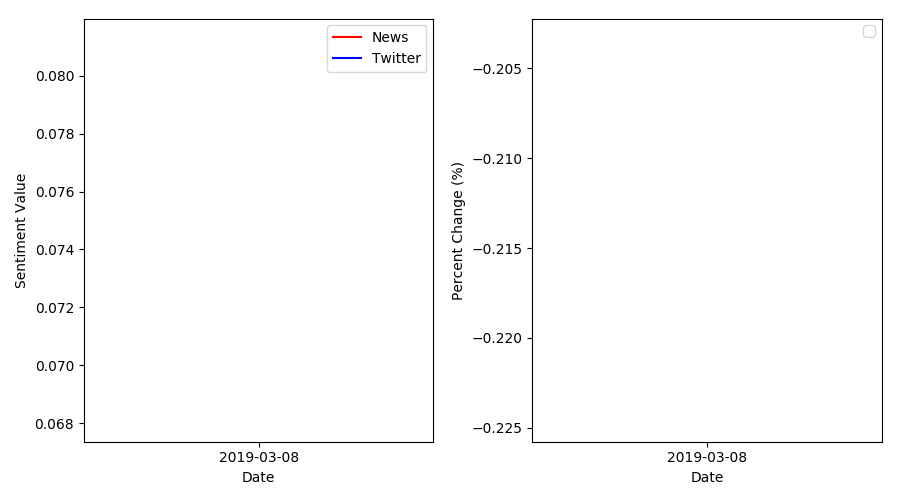 News
Twitter
0.080
0.078
0.076
0.074
0.072
0.070
0.068
Sentiment Value
2019-03-08
Date
−0.205
−0.210
−0.215
−0.220
−0.225
Percent Change (%)
2019-03-08
Date